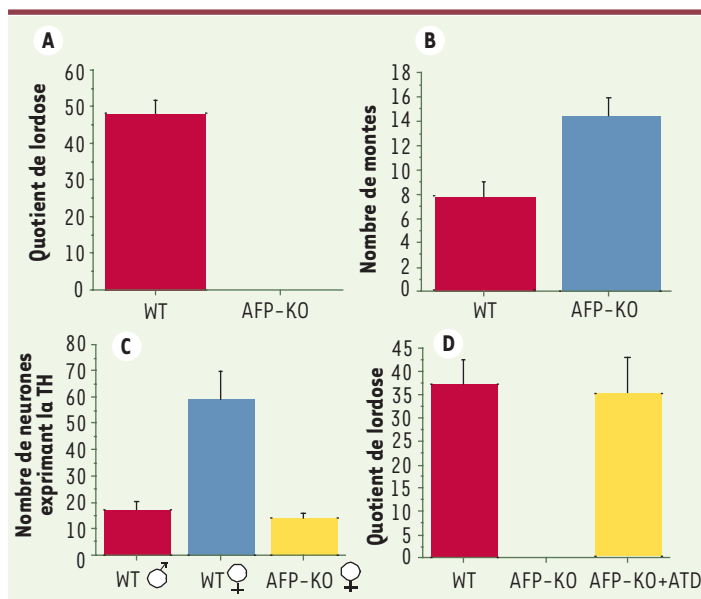 A
Quotient de lordose
60
50
40
30
20
10
0
WT AFP-KO
B
Nombre de montes
18
16
14
12
10
8
6
4
2
0
WT AFP-KO
C
Nombre de neurones
exprimant la TH
80
70
60
50
40
30
20
10
0
WT ♂ WT ♀ AFP-KO ♀
D
Quotient de lordose
45
40
35
30
25
20
15
10
5
0
WT AFP-KO AFP-KO+ATD